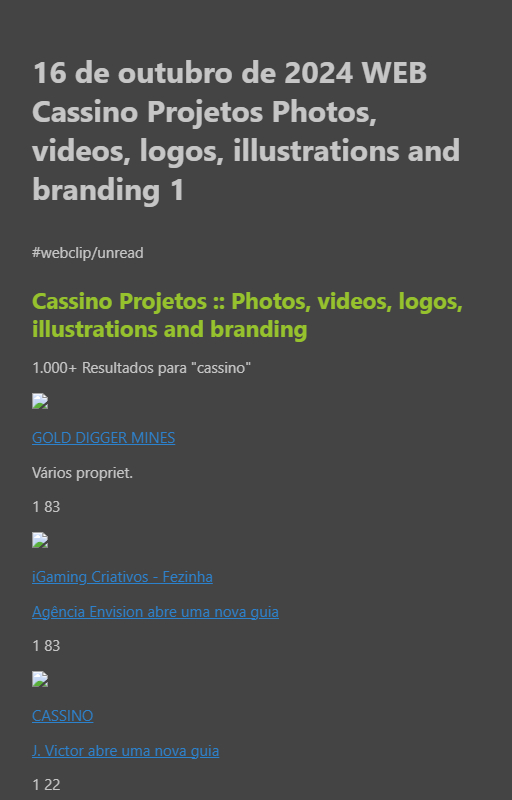 16 de outubro de 2024 WEB
Cassino Projetos Photos,
videos, logos, illustrations and
branding 1
#webclip/unread
Cassino Projetos :: Photos, videos, logos,
illustrations and branding
1.000+ Resultados para "cassino"
GOLD DIGGER MINES
Vários propriet.
1 83
iGaming Criativos - Fezinha
Agência Envision abre uma nova guia
1 83
CASSINO
J. Victor abre uma nova guia
1 22